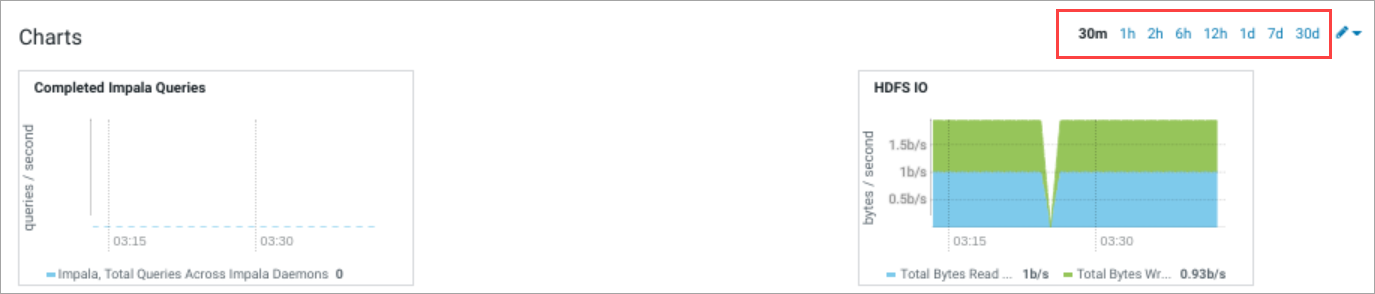 Charts
30m 1h 2h 6h 12h 1d 7d 30d
Completed Impala Queries
queries / second
03:15 03:30
Impala, Total Queries Across Impala Daemons 0
HDFS IO
bytes / second
1.5b/s
1b/s
0.5b/s
03:15 03:30
Total Bytes Read ... 1b/s Total Bytes Wr... 0.93b/s